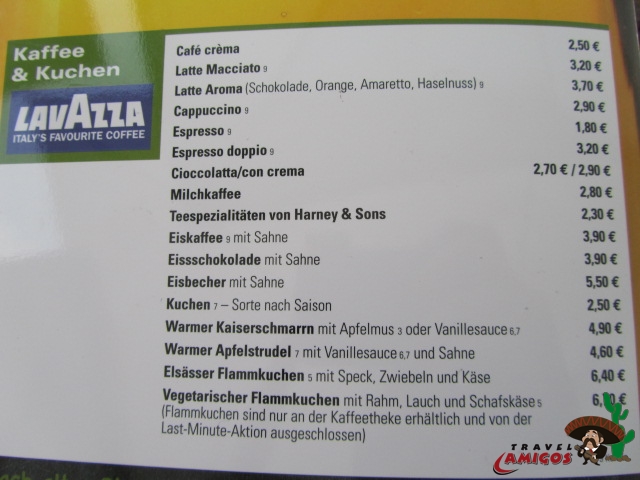 Kaffee
& Kuchen
LAVAZZA
ITALY'S FAVOURITE COFFEE
Café crèma 2,50 €
Latte Macciato 9 3,20 €
Latte Aroma (Schokolade, Orange, Amaretto, Haselnuss) 9 3,70 €
Cappuccino 9 2,90 €
Espresso 9 1,80 €
Espresso doppio 9 3,20 €
Cioccolatta/con crema 2,70 € / 2,90 €
Milchkaffee 2,80 €
Teespezialitäten von Harney & Sons 2,30 €
Eiskaffee 9 mit Sahne 3,90 €
Eissschokolade mit Sahne 3,90 €
Eisbecher mit Sahne 5,50 €
Kuchen 7 – Sorte nach Saison 2,50 €
Warmer Kaiserschmarrn mit Apfelmus 3 oder Vanillesauce 6,7 4,90 €
Warmer Apfelstrudel 7 mit Vanillesauce 6,7 und Sahne 4,60 €
Elsässer Flammkuchen 5 mit Speck, Zwiebeln und Käse 6,40 €
Vegetarischer Flammkuchen mit Rahm, Lauch und Schafskäse 5
(Flammkuchen sind nur an der Kaffeetheke erhältlich und von der
Last-Minute-Aktion ausgeschlossen)
TRAVEL
AMIGOS